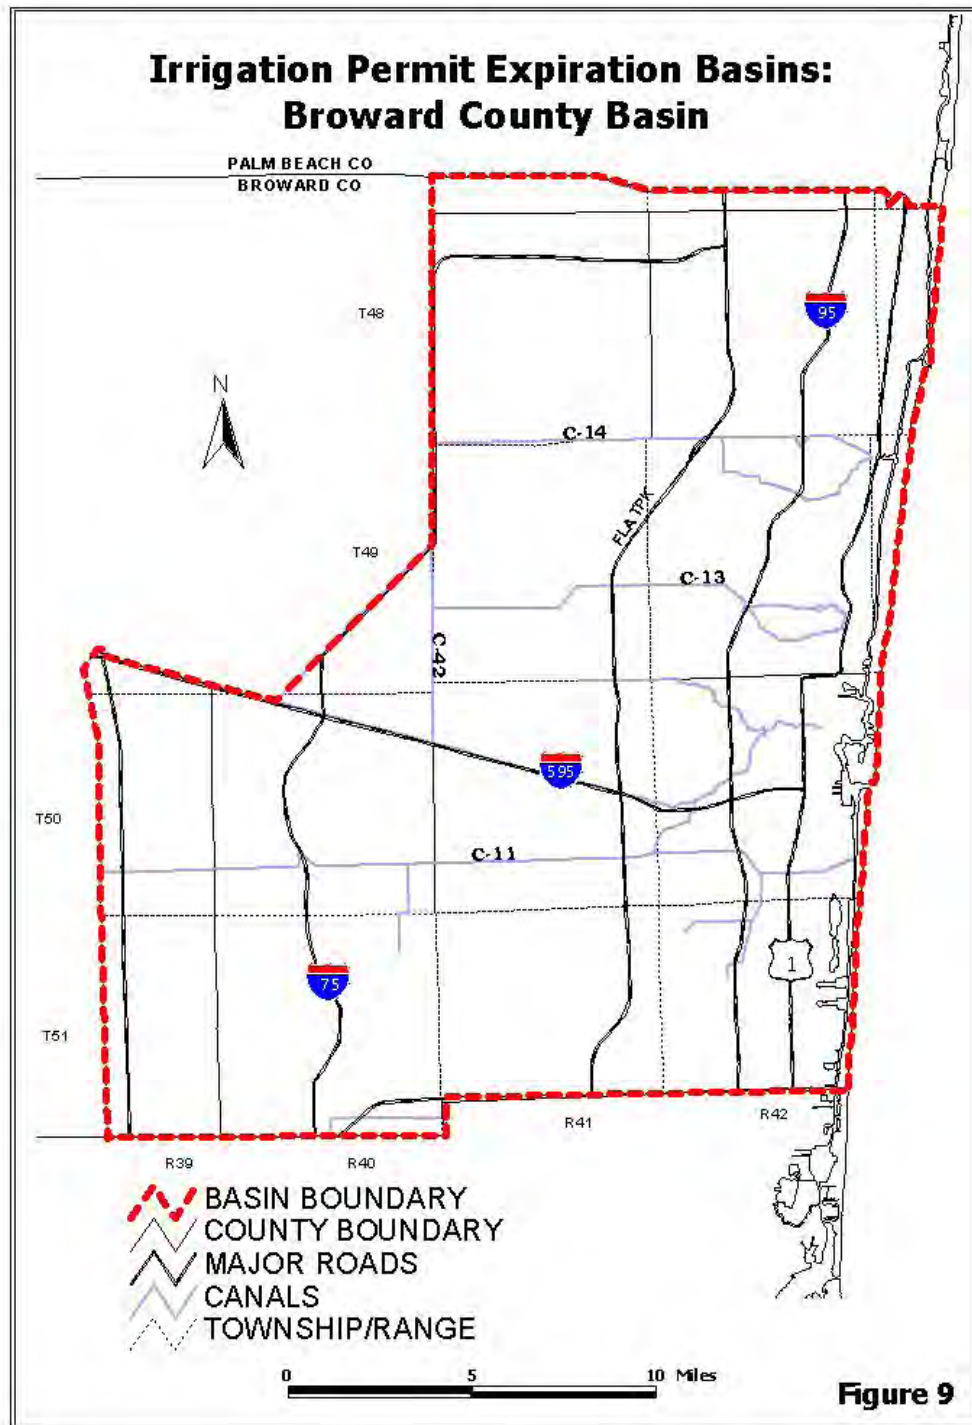 Irrigation Permit Expiration Basins:
Broward County Basin
PALM BEACH CO
BROWARD CO
T48
95
N
C-14
FLA TPK
T49
C-13
C-42
595
T50
C-11
1
75
T51
R41
R42
R39
R40
BASIN BOUNDARY
COUNTY BOUNDARY
MAJOR ROADS
CANALS
TOWNSHIP/RANGE
0 5 10 Miles
Figure 9